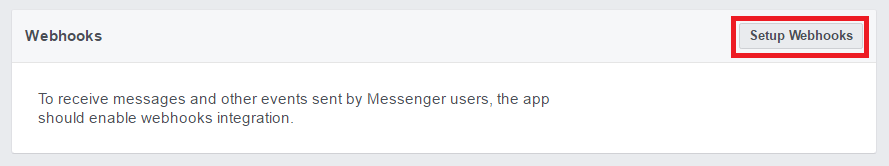 Webhooks
Setup Webhooks
To receive messages and other events sent by Messenger users, the app
should enable webhooks integration.